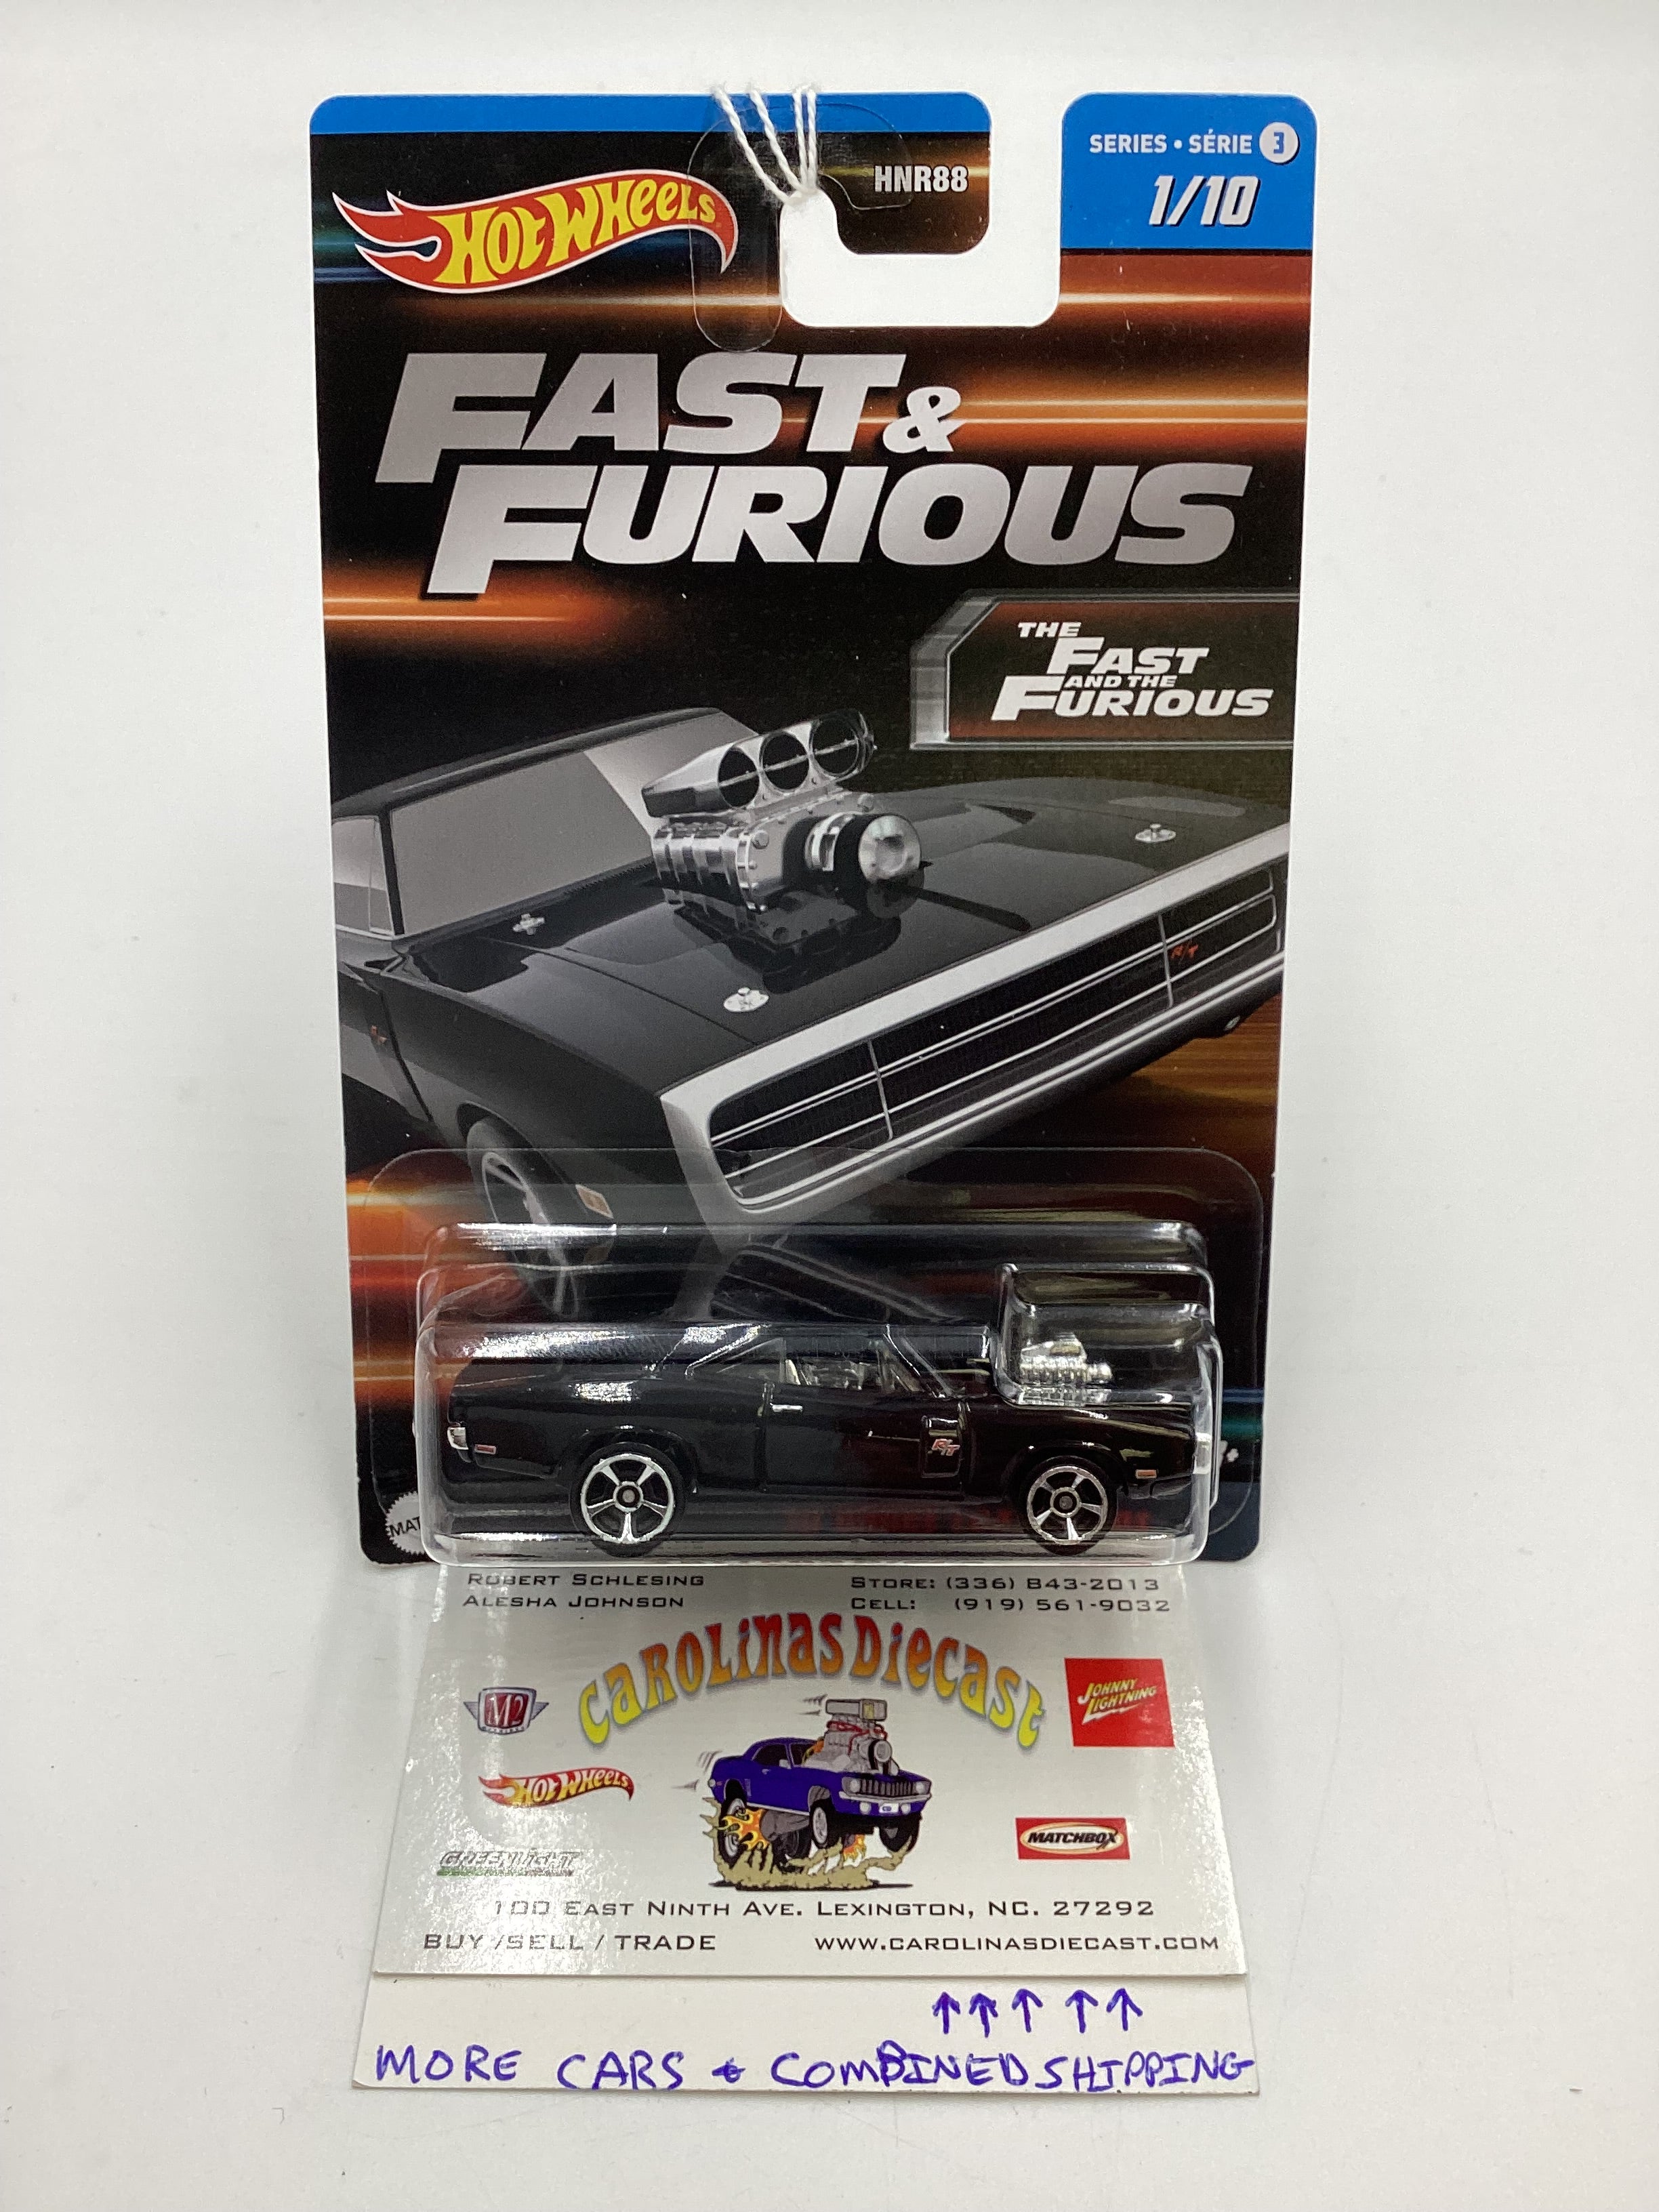 SERIES • SÉRIE 3
1/10
HNR88
HOT WHEELS
FAST &
FURIOUS
THE
FAST
AND THE
FURIOUS
R/T
R/T
ROBERT SCHLESING
STORE: (336) 843-2013
ALESHA JOHNSON
CELL: (919) 561-9032
CAROLINAS DIECAST
M2
JOHNNY
LIGHTNING
HOT WHEELS
MATCHBOX
GREENLIGHT
100 EAST NINTH AVE. LEXINGTON, NC. 27292
BUY /SELL / TRADE
WWW.CAROLINASDIECAST.COM
↑↑↑ ↑↑
MORE CARS & COMBINED SHIPPING